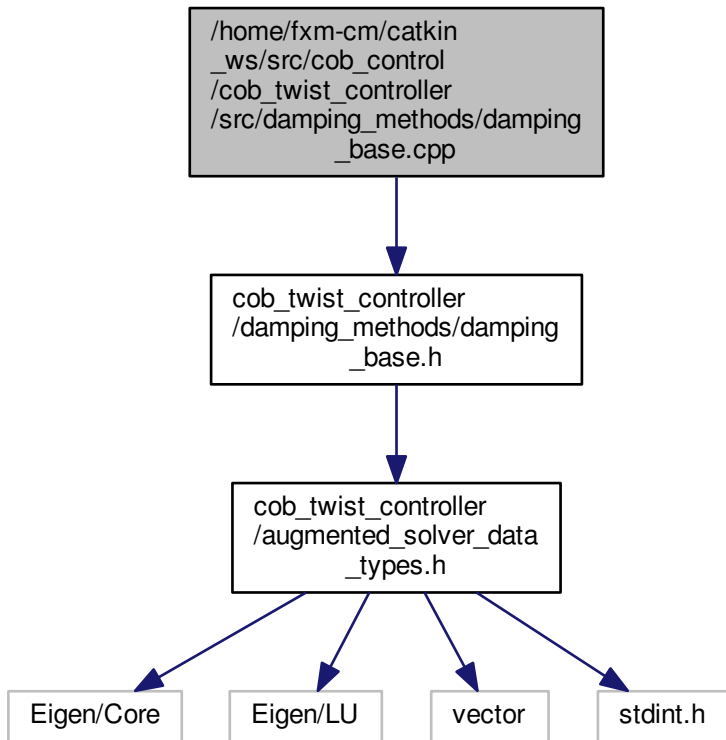 /home/fxm-cm/catkin
_ws/src/cob_control
/cob_twist_controller
/src/damping_methods/damping
_base.cpp
cob_twist_controller
/damping_methods/damping
_base.h
cob_twist_controller
/augmented_solver_data
_types.h
Eigen/Core
Eigen/LU
vector
stdint.h